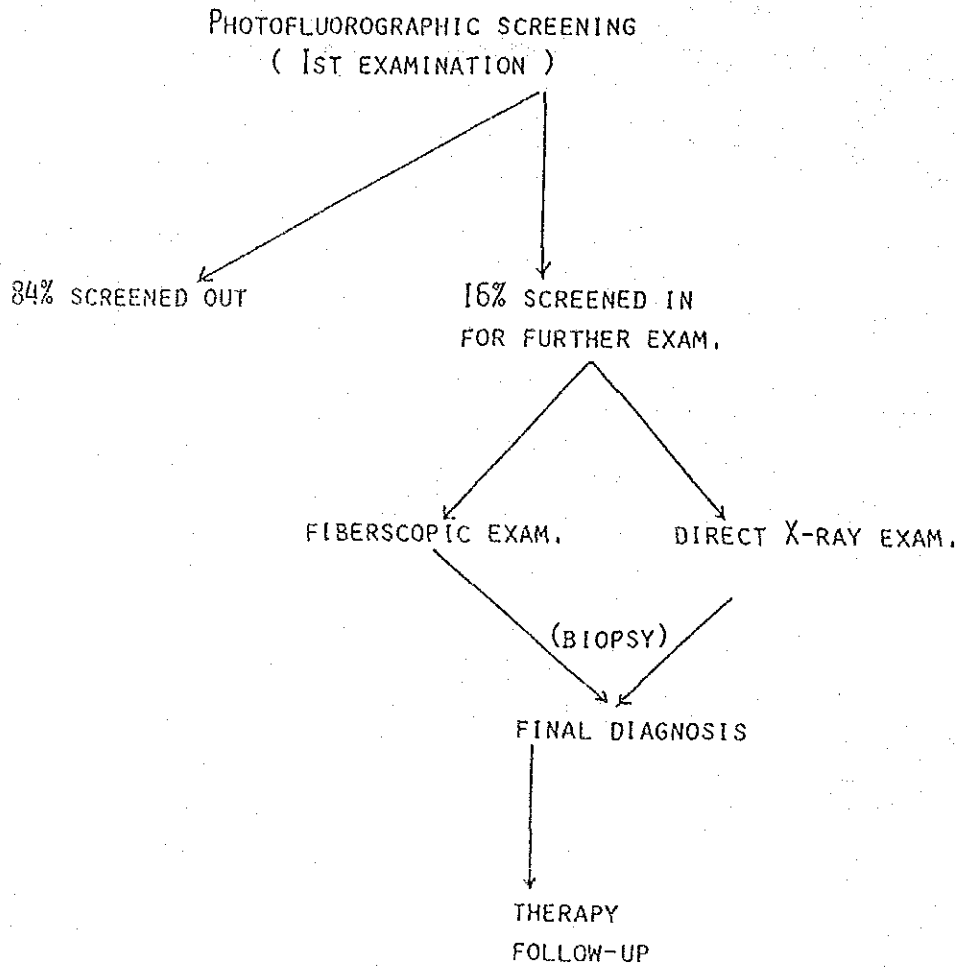 PHOTOFLUOROGRAPHIC SCREENING
( 1ST EXAMINATION )
84% SCREENED OUT
16% SCREENED IN
FOR FURTHER EXAM.
FIBERSCOPIC EXAM.
DIRECT X-RAY EXAM.
(BIOPSY)
FINAL DIAGNOSIS
THERAPY
FOLLOW-UP